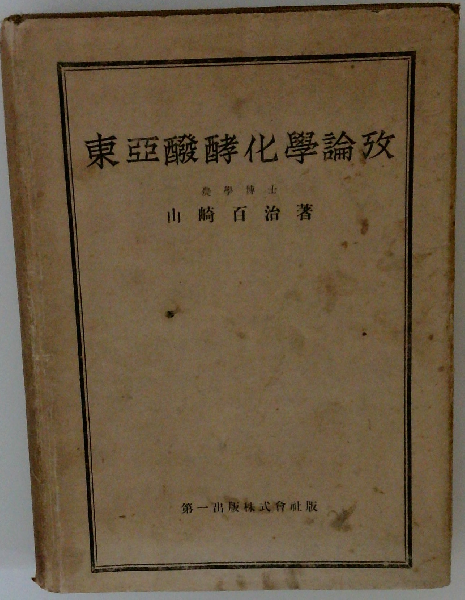 東亞醱酵化學論攷
農學博士
山崎百治著
第一出版株式會社版